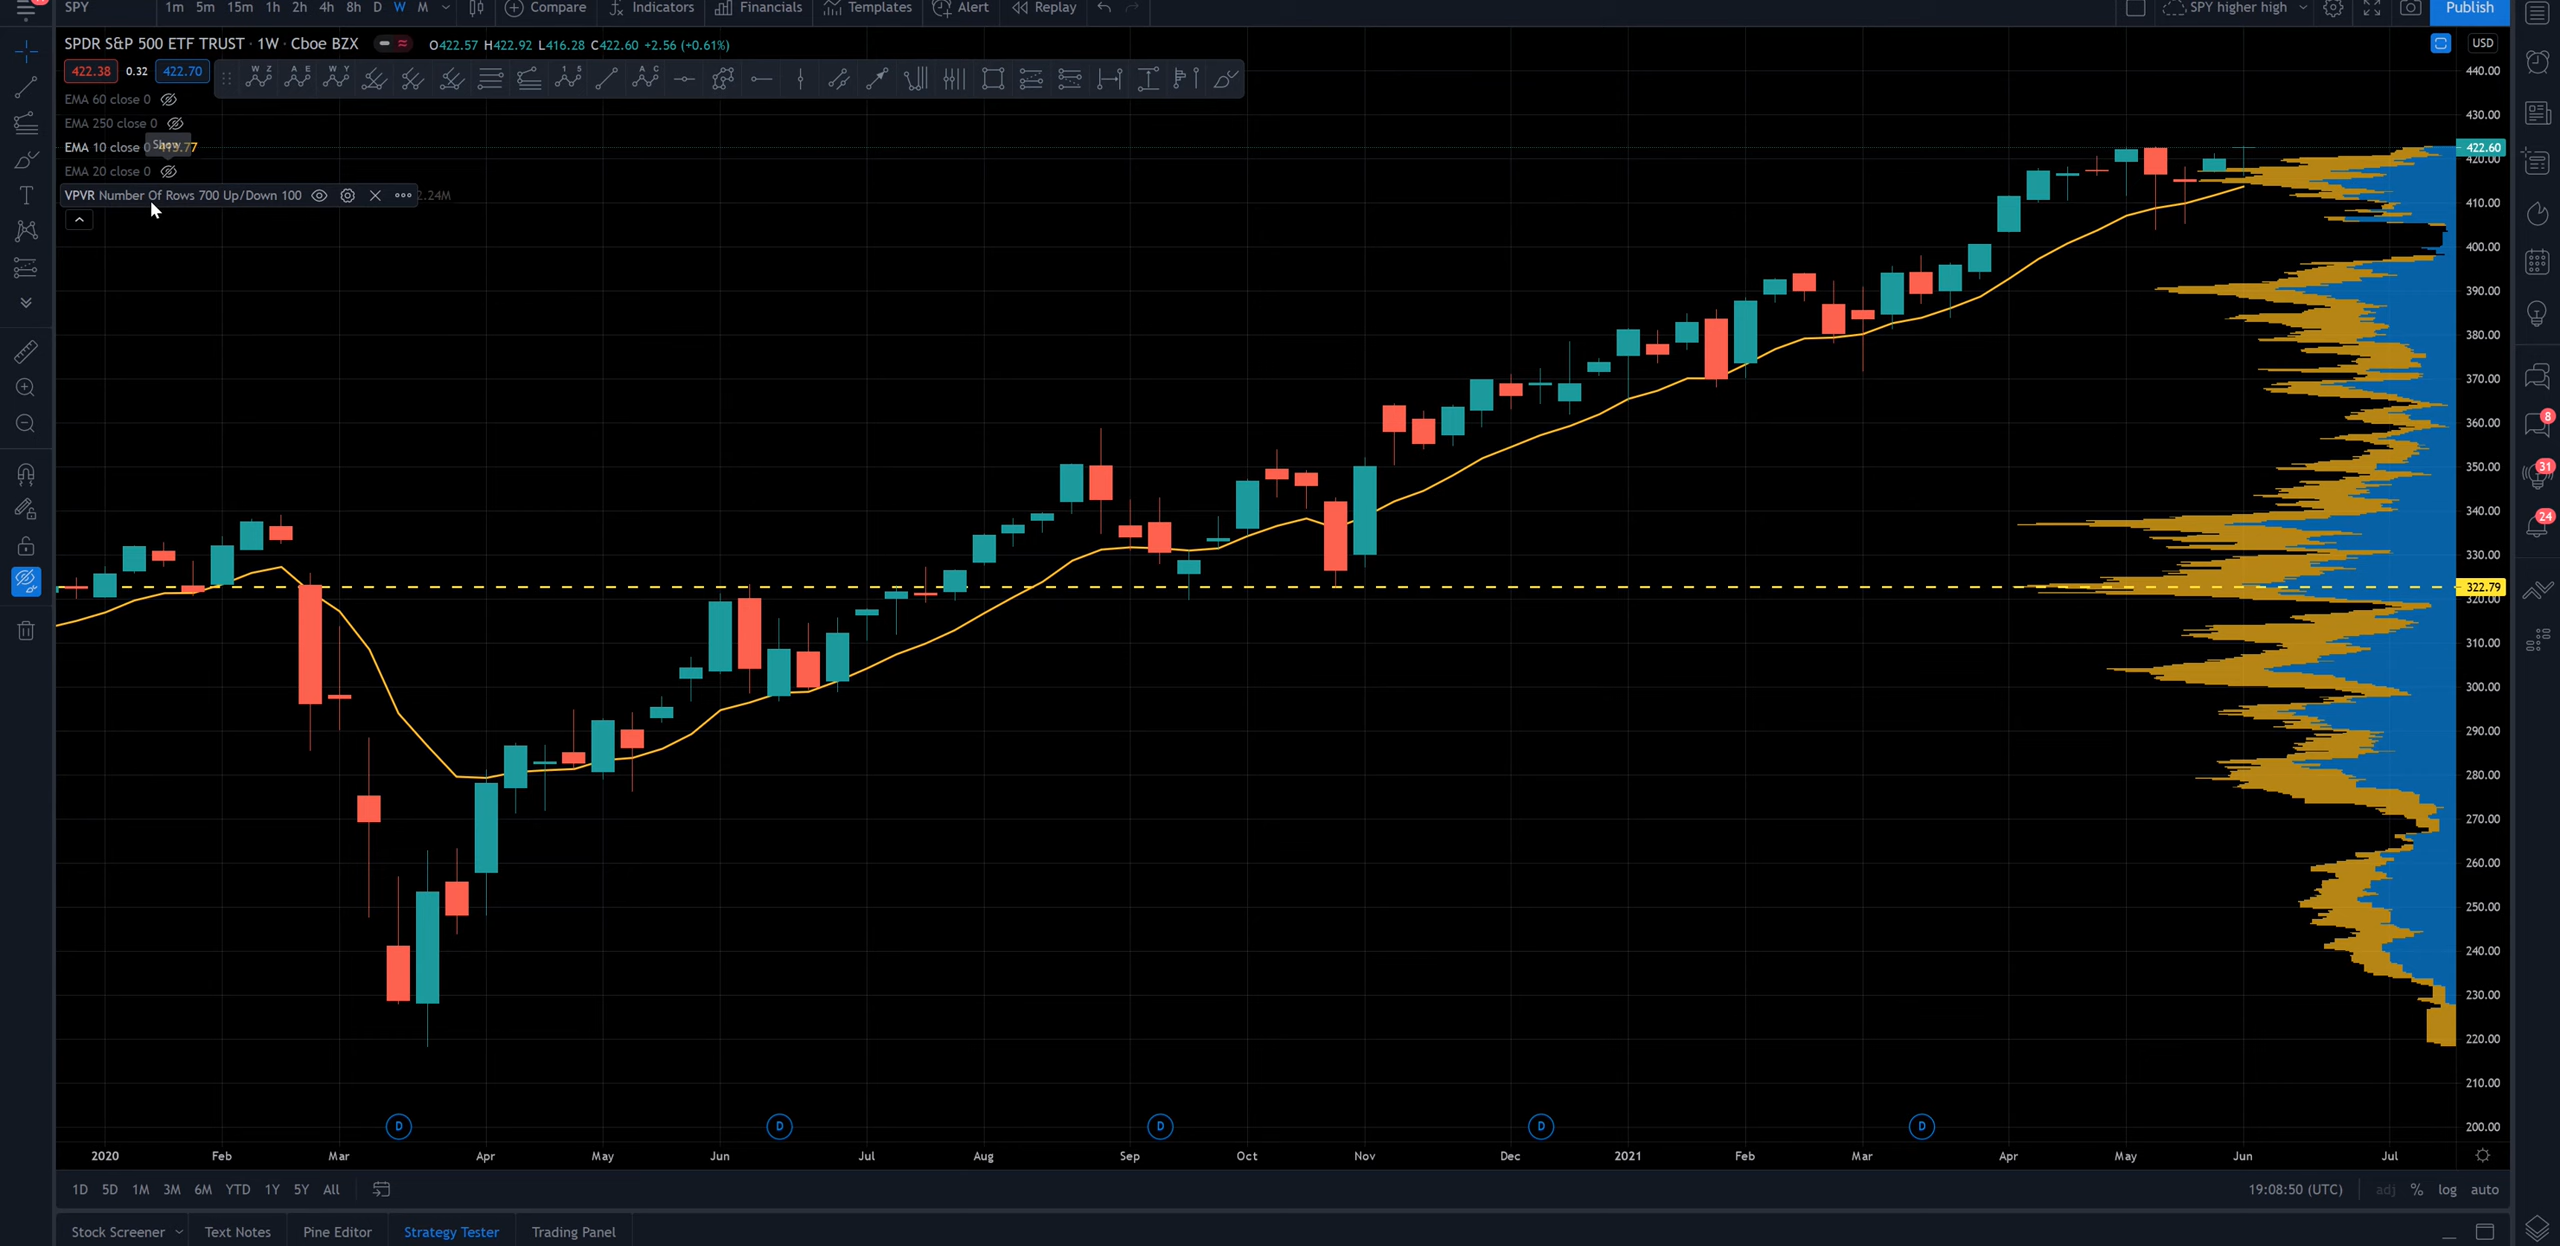 SPY 1m 5m 15m 1h 2h 4h 8h D W M Compare Indicators Financials Templates Alert Replay SPY higher high Publish
SPDR S&P 500 ETF TRUST · 1W · Cboe BZX O422.57 H422.92 L416.28 C422.60 +2.56 (+0.61%) USD
422.38 0.32 422.70
W Z A E W Y 1 5 A C
EMA 60 close 0
EMA 250 close 0
EMA 10 close 0
Show
EMA 20 close 0
VPVR Number Of Rows 700 Up/Down 100 2.24M
440.00
430.00
422.60
420.00
410.00
400.00
390.00
380.00
370.00
360.00
350.00
340.00
330.00
322.79
320.00
310.00
300.00
290.00
280.00
270.00
260.00
250.00
240.00
230.00
220.00
210.00
200.00
8
31
24
D D D D D
2020 Feb Mar Apr May Jun Jul Aug Sep Oct Nov Dec 2021 Feb Mar Apr May Jun Jul
1D 5D 1M 3M 6M YTD 1Y 5Y All 19:08:50 (UTC) adj % log auto
Stock Screener Text Notes Pine Editor Strategy Tester Trading Panel